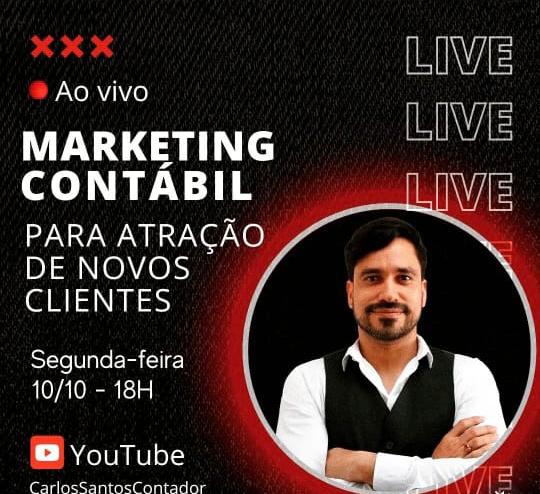 Ao vivo
LIVE
LIVE
LIVE
MARKETING
CONTÁBIL
PARA ATRAÇÃO
DE NOVOS
CLIENTES
Segunda-feira
10/10 - 18H
YouTube
CarlosSantosContador
LIVE